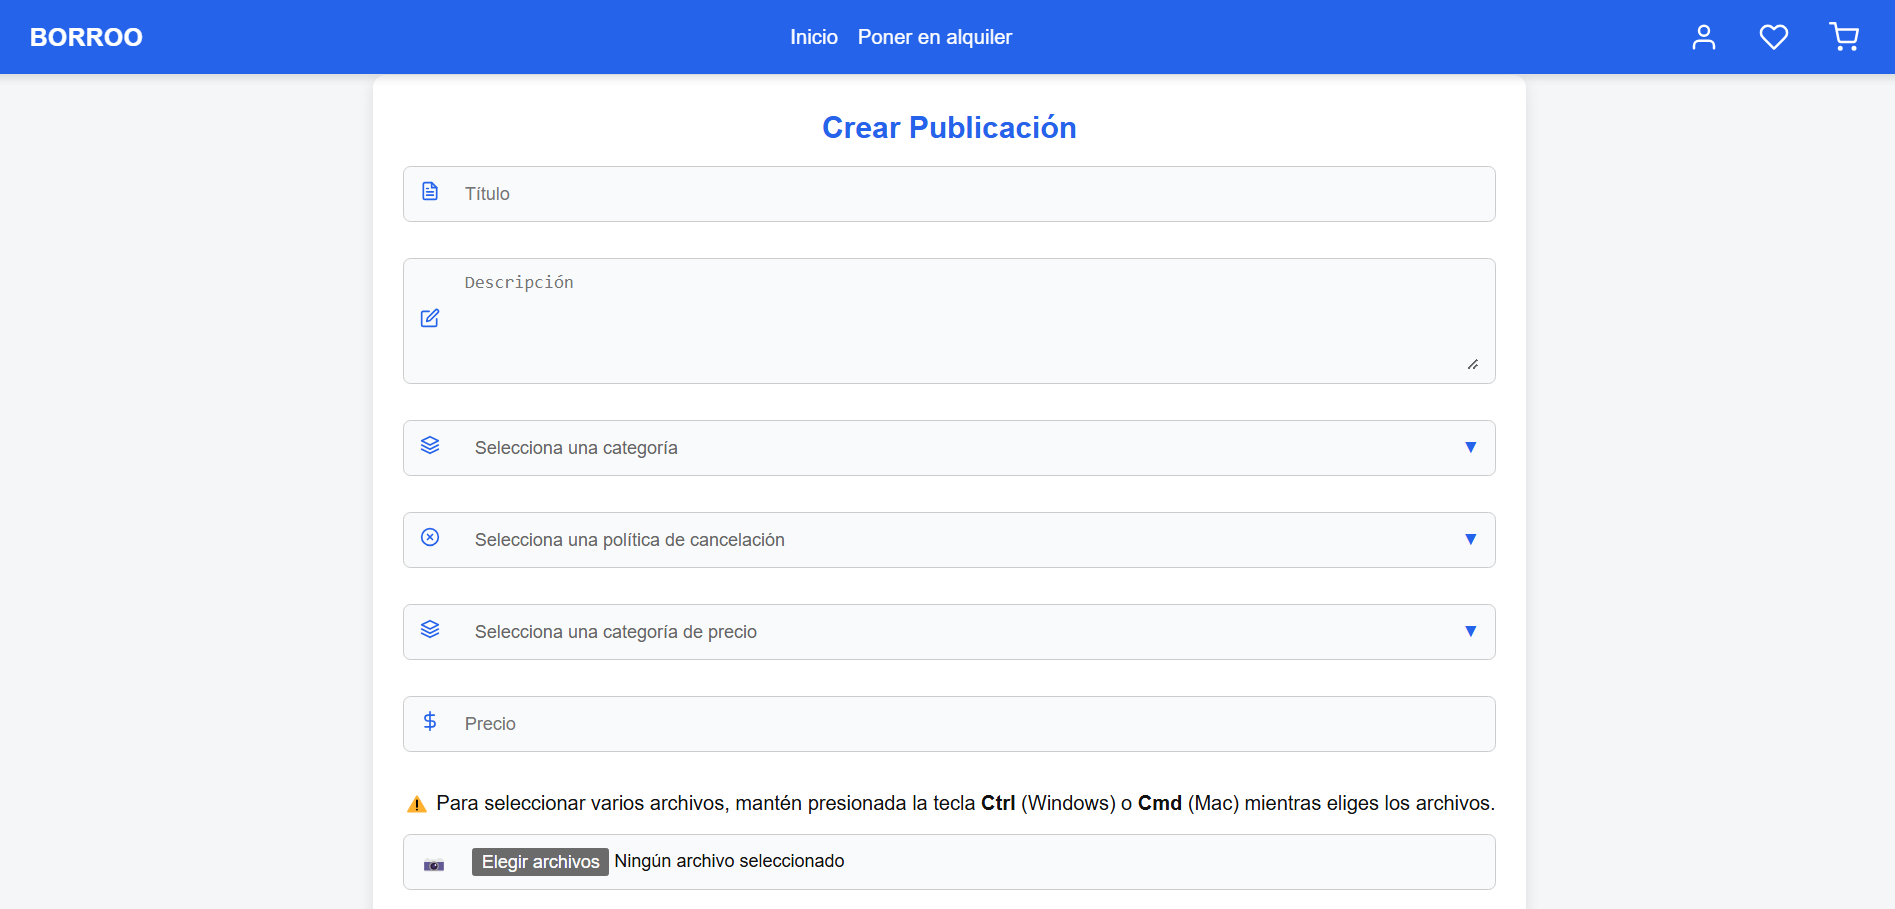 BORROO
Inicio Poner en alquiler
Crear Publicación
Título
Descripción
Selecciona una categoría
Selecciona una política de cancelación
Selecciona una categoría de precio
Precio
Para seleccionar varios archivos, mantén presionada la tecla Ctrl (Windows) o Cmd (Mac) mientras eliges los archivos.
Elegir archivos Ningún archivo seleccionado